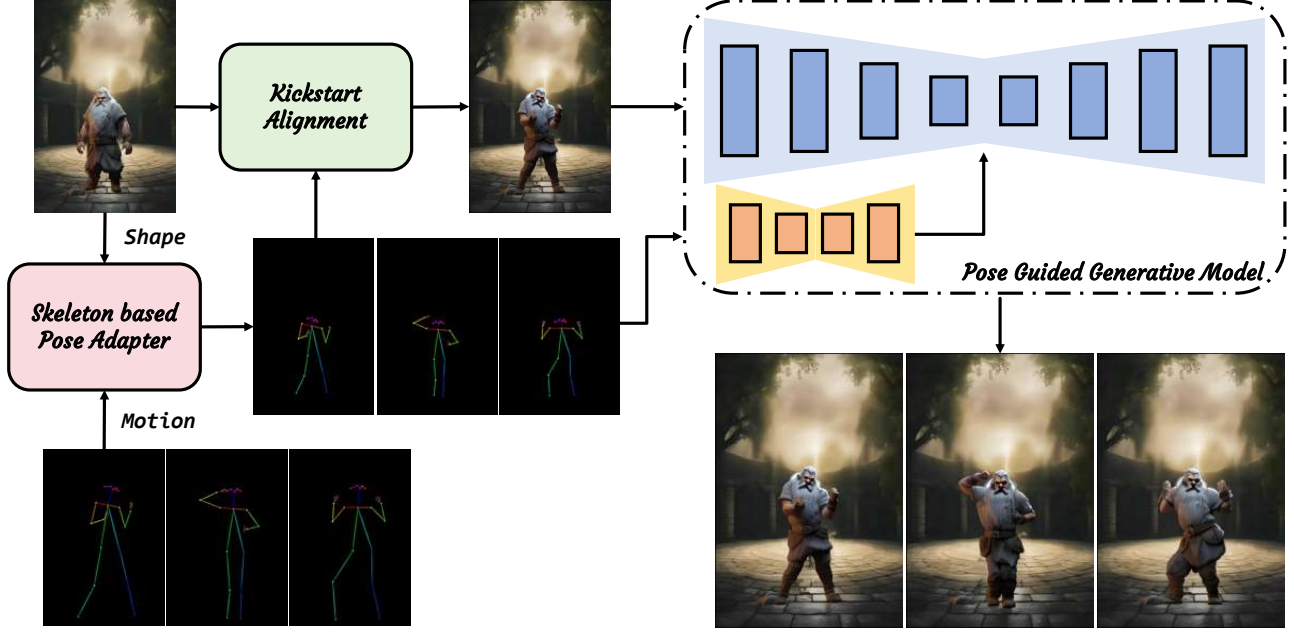 Kickstart
Alignment
Shape
Skeleton based
Pose Adapter
Motion
Pose Guided Generative Model